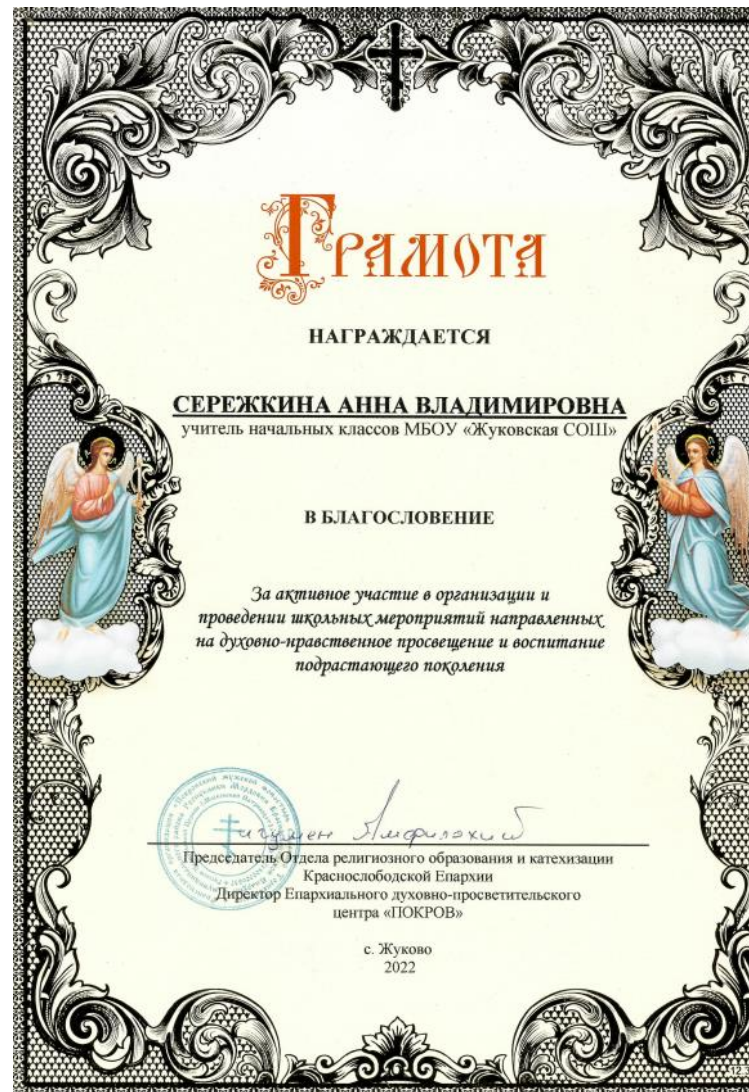 Грамота
НАГРАЖДАЕТСЯ
СЕРЕЖКИНА АННА ВЛАДИМИРОВНА
учитель начальных классов МБОУ «Жуковская СОШ»
В БЛАГОСЛОВЕНИЕ
За активное участие в организации и
проведении школьных мероприятий направленных
на духовно-нравственное просвещение и воспитание
подрастающего поколения
игумен Амфилохий
Председатель Отдела религиозного образования и катехизации
Краснослободской Епархии
Директор Епархиального духовно-просветительского
центра «ПОКРОВ»
с. Жуково
2022